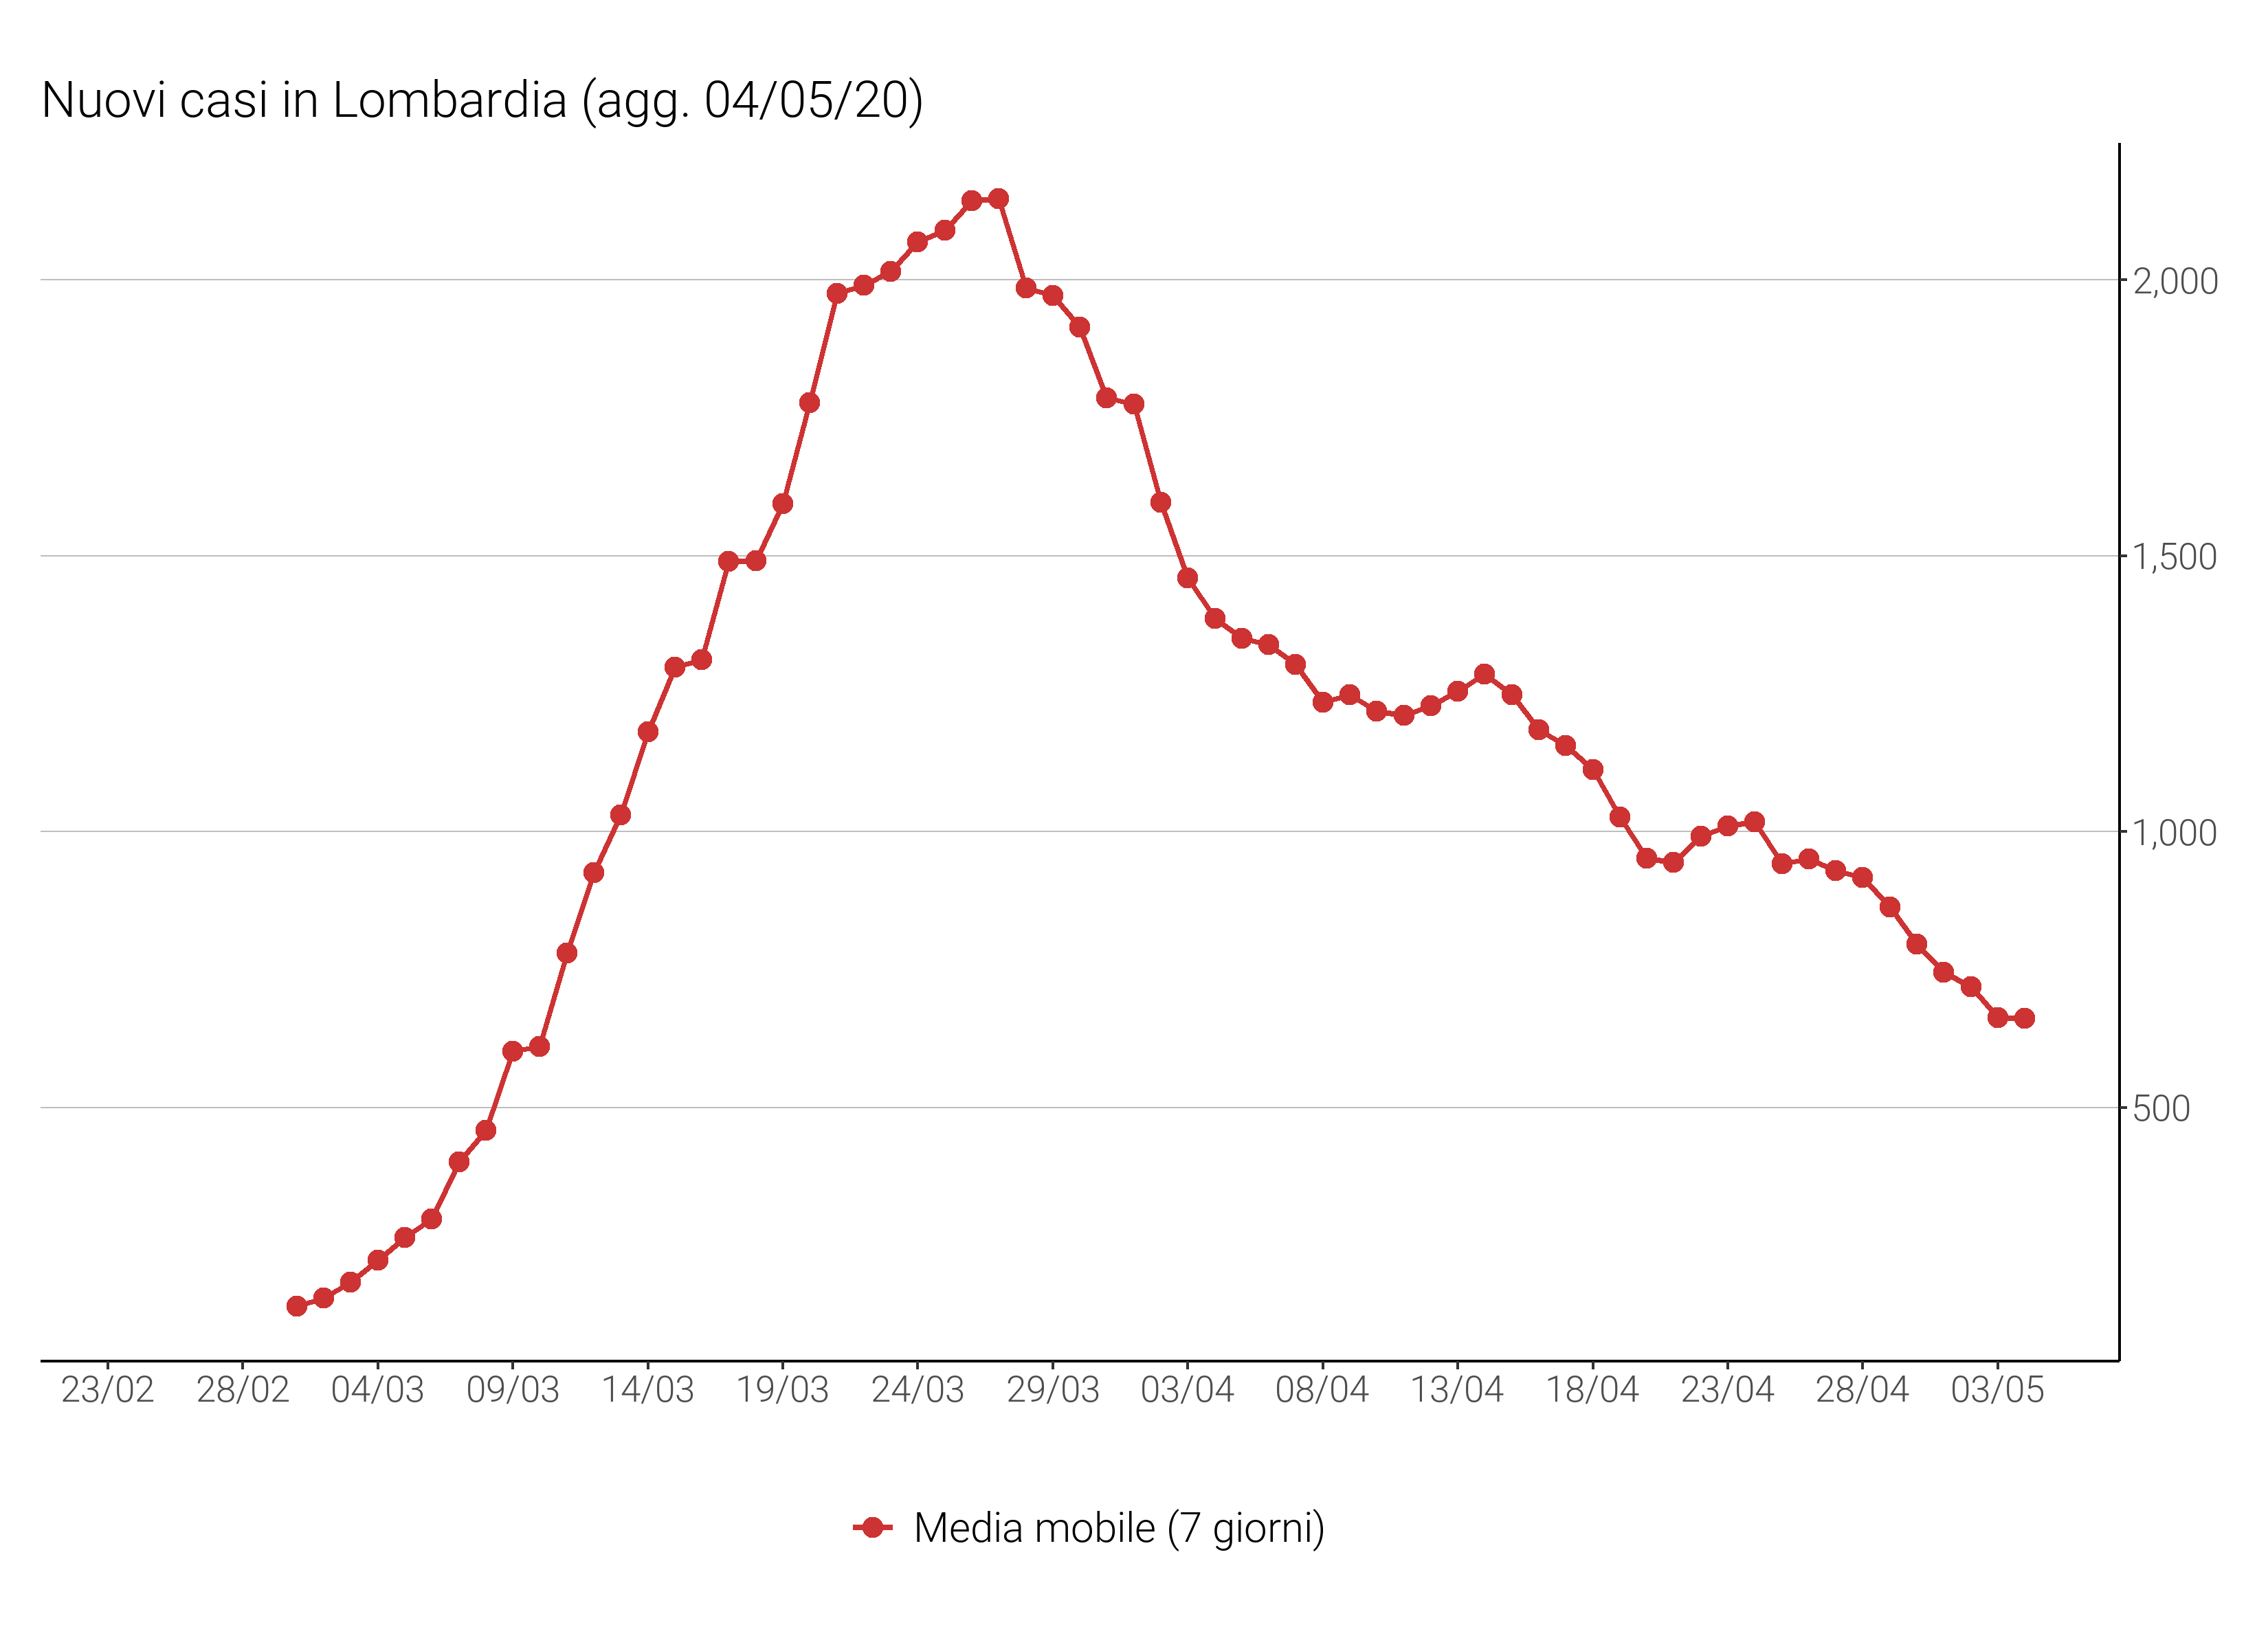 Nuovi casi in Lombardia (agg. 04/05/20)
2,000
1,500
1,000
500
23/02 28/02 04/03 09/03 14/03 19/03 24/03 29/03 03/04 08/04 13/04 18/04 23/04 28/04 03/05
Media mobile (7 giorni)